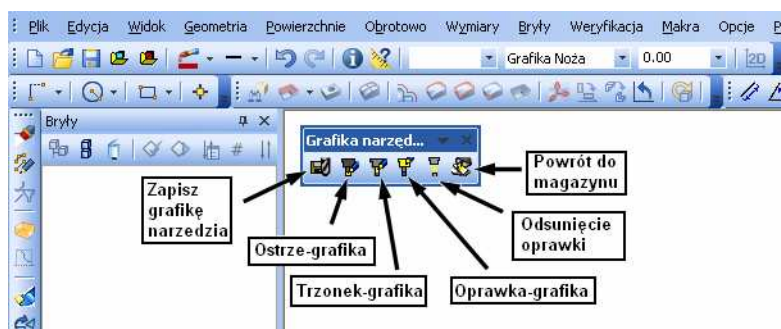 Plik Edycja Widok Geometria Powierzchnie Obrotowo Wymiary Bryły Weryfikacja Makra Opcje P
Grafika Noża 0.00 2D
Bryły
Grafika narzęd...
Zapisz
grafikę
narzedzia
Ostrze-grafika
Trzonek-grafika
Oprawka-grafika
Odsunięcie
oprawki
Powrót do
magazynu